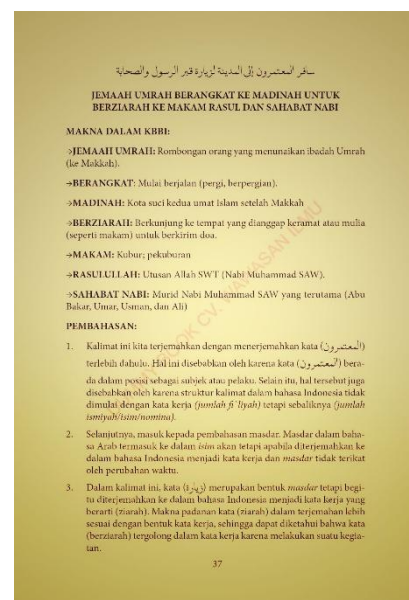 سافر المعتمرون إلى المدينة لزيارة قبر الرسول والصحابة
JEMAAH UMRAH BERANGKAT KE MADINAH UNTUK
BERZIARAH KE MAKAM RASUL DAN SAHABAT NABI
MAKNA DALAM KBBI:
→JEMAAH UMRAH: Rombongan orang yang menunaikan ibadah Umrah
(ke Makkah).
→BERANGKAT: Mulai berjalan (pergi, berpergian).
→MADINAH: Kota suci kedua umat Islam setelah Makkah
→BERZIARAH: Berkunjung ke tempat yang dianggap keramat atau mulia
(seperti makam) untuk berkirim doa.
→MAKAM: Kubur; pekuburan
→RASULULLAH: Utusan Allah SWT (Nabi Muhammad SAW).
→SAHABAT NABI: Murid Nabi Muhammad SAW yang terutama (Abu
Bakar, Umar, Usman, dan Ali)
PEMBAHASAN:
1. Kalimat ini kita terjemahkan dengan menerjemahkan kata (المعتمرون)
terlebih dahulu. Hal ini disebabkan oleh karena kata (المعتمرون) bera-
da dalam posisi sebagai subjek atau pelaku. Selain itu, hal tersebut juga
disebabkan oleh karena struktur kalimat dalam bahasa Indonesia tidak
dimulai dengan kata kerja (jumlah fi'liyah) tetapi sebaliknya (jumlah
ismiyah/isim/nomina).
2. Selanjutnya, masuk kepada pembahasan masdar. Masdar dalam baha-
sa Arab termasuk ke dalam isim akan tetapi apabila diterjemahkan ke
dalam bahasa Indonesia menjadi kata kerja dan masdar tidak terikat
oleh perubahan waktu.
3. Dalam kalimat ini, kata (زيارة) merupakan bentuk masdar tetapi begi-
tu diterjemahkan ke dalam bahasa Indonesia menjadi kata kerja yang
berarti (ziarah). Makna padanan kata (ziarah) dalam terjemahan lebih
sesuai dengan bentuk kata kerja, sehingga dapat diketahui bahwa kata
(berziarah) tergolong dalam kata kerja karena melakukan suatu kegia-
tan.
37